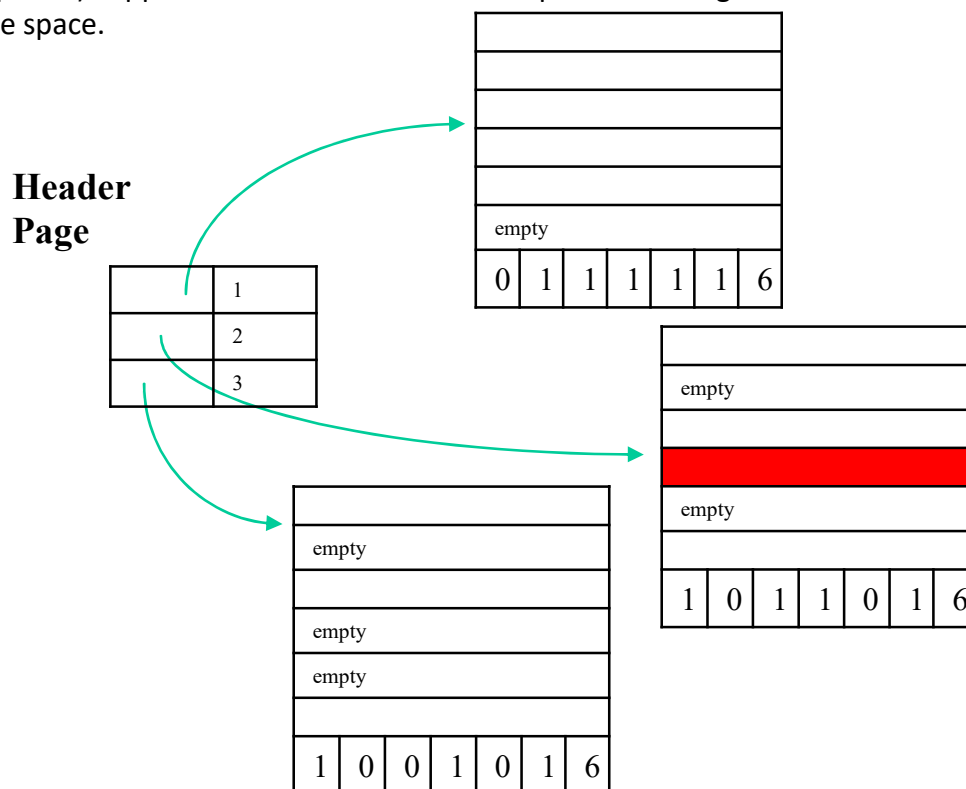 e space.
Header
Page
1
2
3
empty
0 1 1 1 1 1 6
empty
empty
1 0 1 1 0 1 6
empty
empty
empty
1 0 0 1 0 1 6